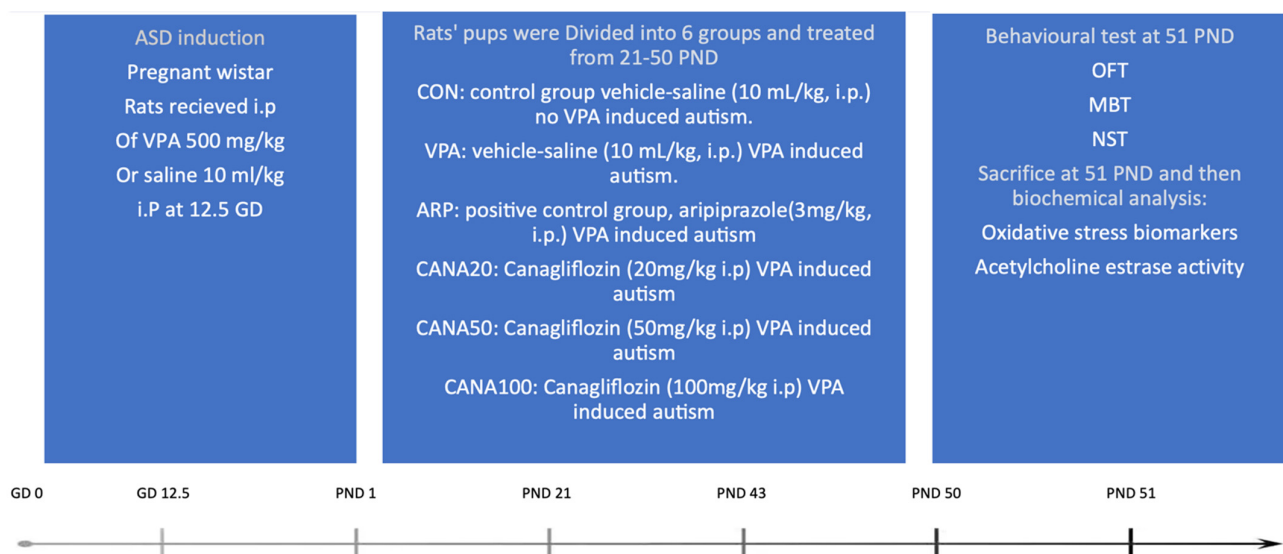 ASD induction
Pregnant wistar
Rats recieved i.p
Of VPA 500 mg/kg
Or saline 10 ml/kg
i.P at 12.5 GD
Rats' pups were Divided into 6 groups and treated
from 21-50 PND
CON: control group vehicle-saline (10 mL/kg, i.p.)
no VPA induced autism.
VPA: vehicle-saline (10 mL/kg, i.p.) VPA induced
autism.
ARP: positive control group, aripiprazole(3mg/kg,
i.p.) VPA induced autism
CANA20: Canagliflozin (20mg/kg i.p) VPA induced
autism
CANA50: Canagliflozin (50mg/kg i.p) VPA induced
autism
CANA100: Canagliflozin (100mg/kg i.p) VPA
induced autism
Behavioural test at 51 PND
OFT
MBT
NST
Sacrifice at 51 PND and then
biochemical analysis:
Oxidative stress biomarkers
Acetylcholine estrase activity
GD 0
GD 12.5
PND 1
PND 21
PND 43
PND 50
PND 51